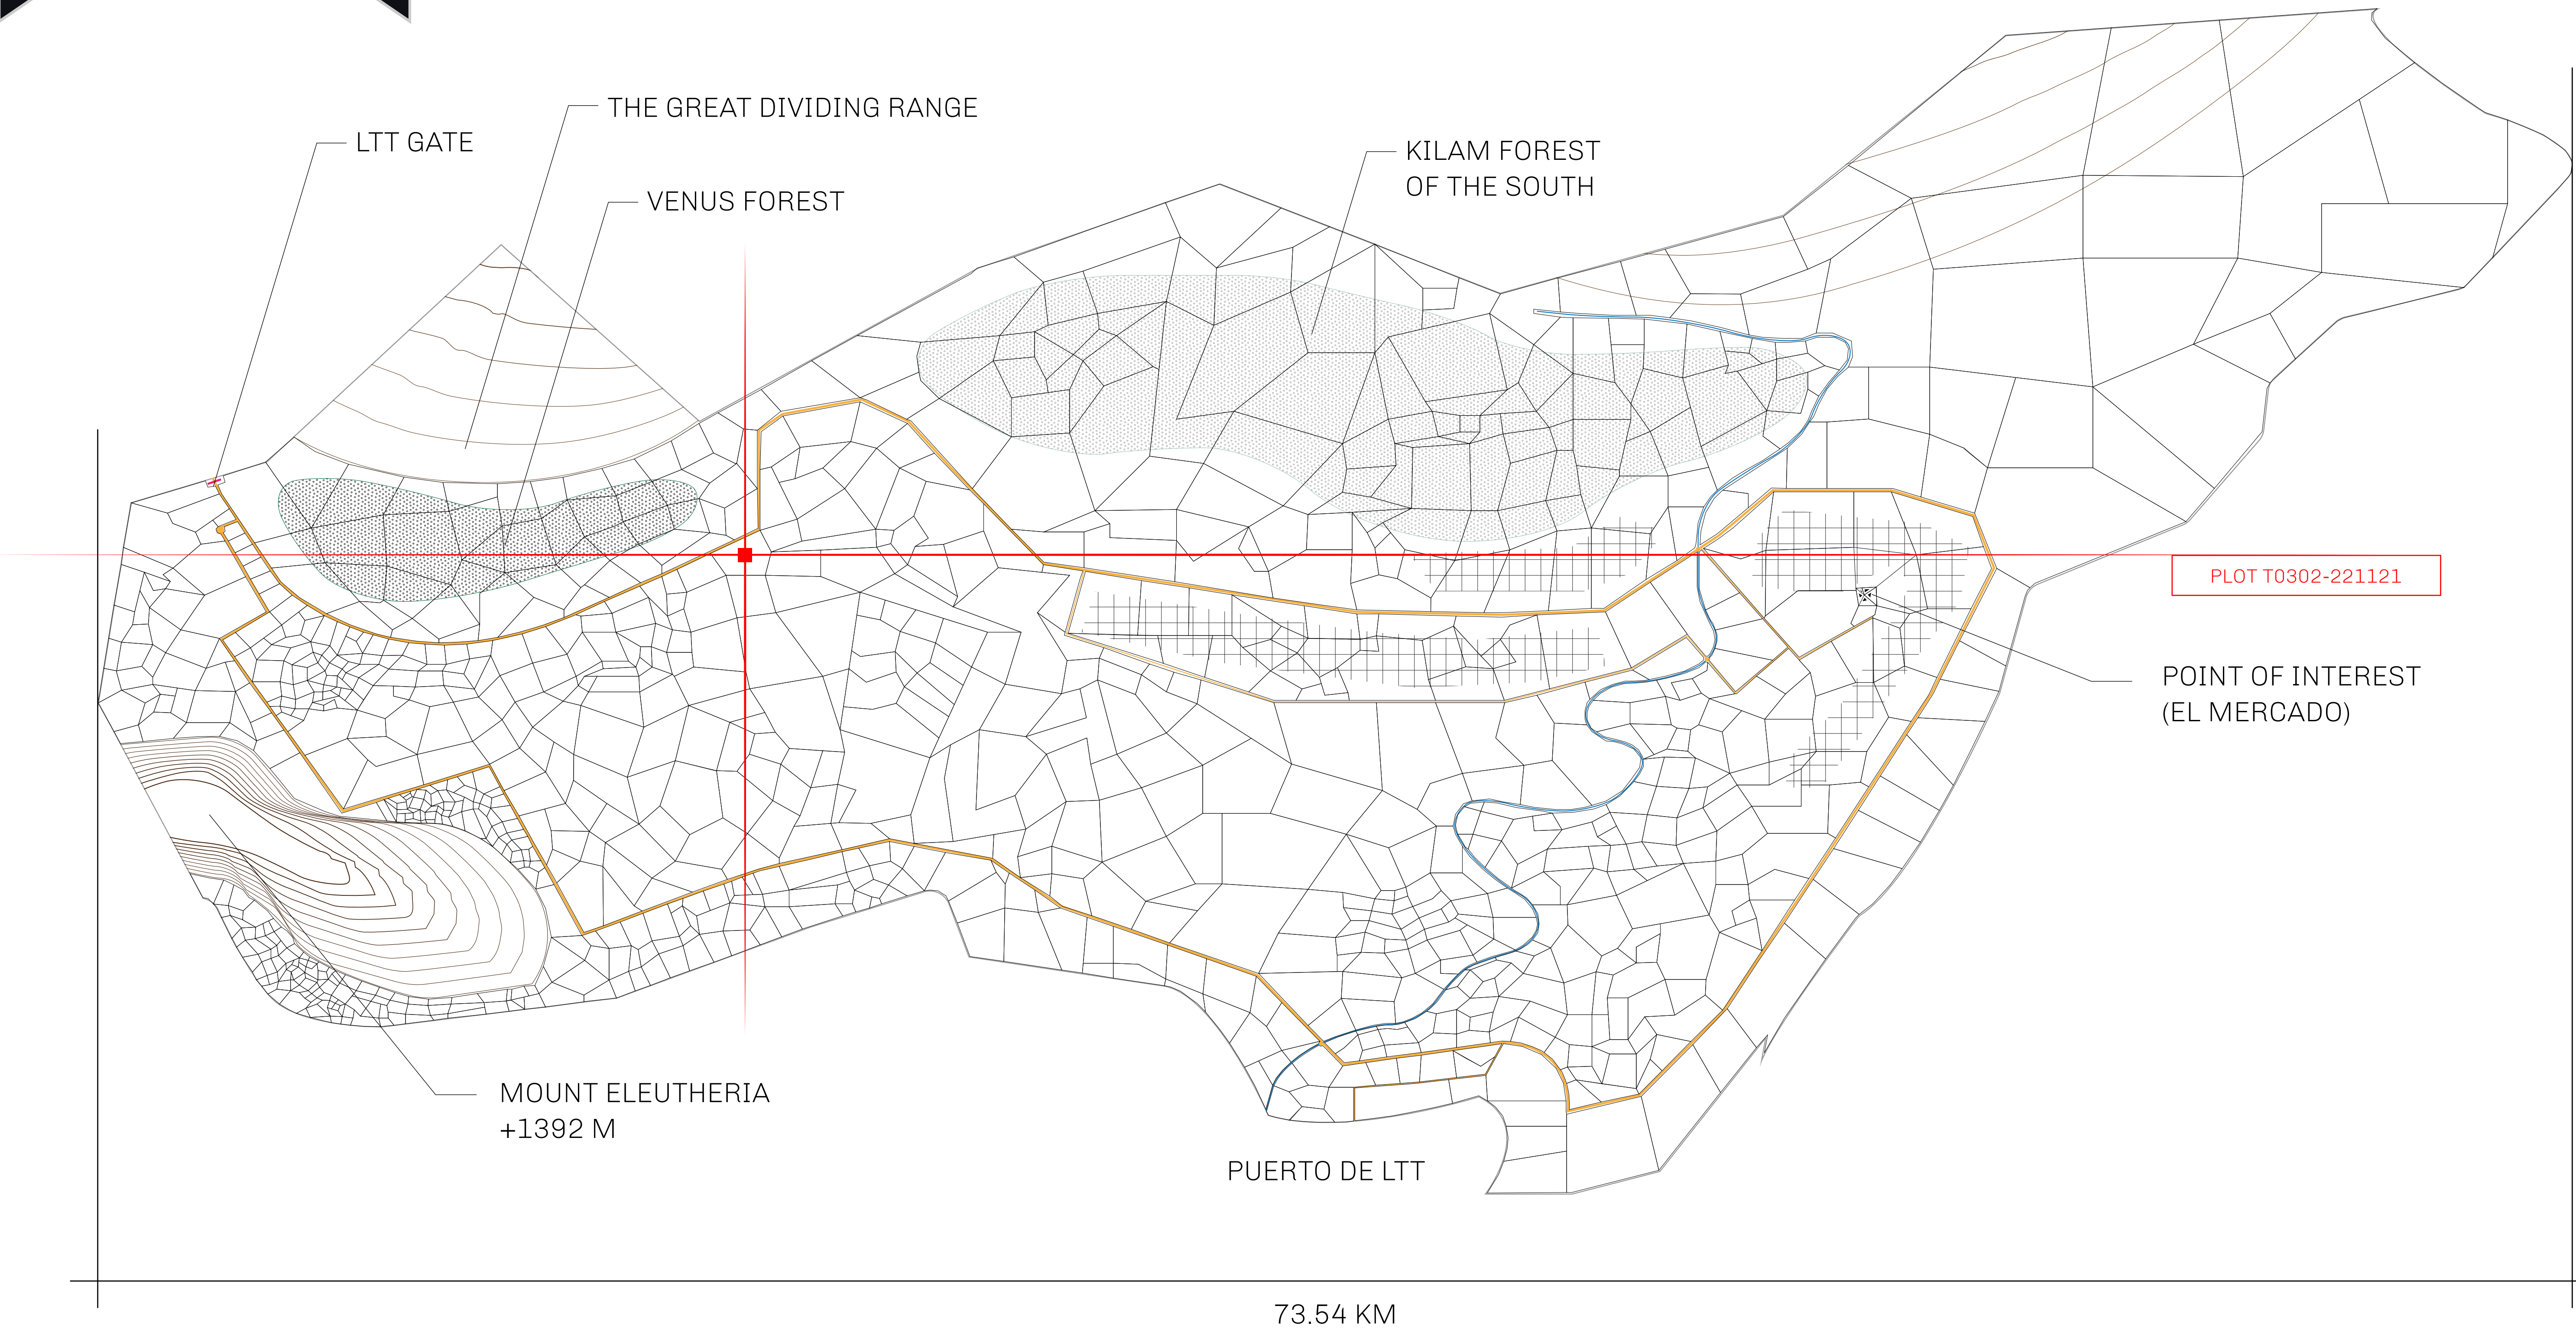 THE GREAT DIVIDING RANGE
LTT GATE
KILAM FOREST
OF THE SOUTH
VENUS FOREST
PLOT T0302-221121
POINT OF INTEREST
(EL MERCADO)
MOUNT ELEUTHERIA
+1392 M
PUERTO DE LTT
73.54 KM